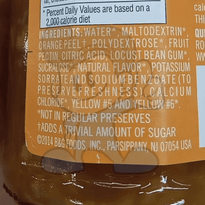 * Percent Daily Values are based on a
2,000 calorie diet
INGREDIENTS: WATER*, MALTODEXTRIN*,
ORANGE PEEL†, POLYDEXTROSE*, FRUIT
PECTIN, CITRIC ACID, LOCUST BEAN GUM*,
SUCRALOSE*, NATURAL FLAVOR*, POTASSIUM
SORBATE AND SODIUM BENZOATE (TO
PRESERVE FRESHNESS), CALCIUM
CHLORIDE*, YELLOW #5 AND YELLOW #6*
*NOT IN REGULAR PRESERVES
†ADDS A TRIVIAL AMOUNT OF SUGAR
©2014 B&G FOODS, INC., PARSIPPANY, NJ 07054 USA